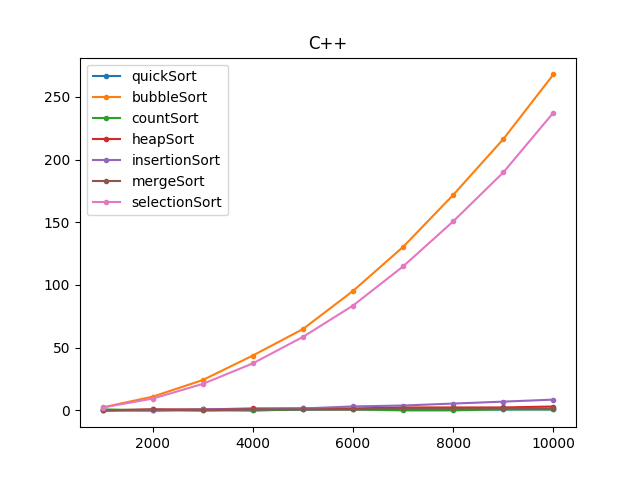 C++
quickSort
bubbleSort
countSort
heapSort
insertionSort
mergeSort
selectionSort
250
200
150
100
50
0
2000 4000 6000 8000 10000